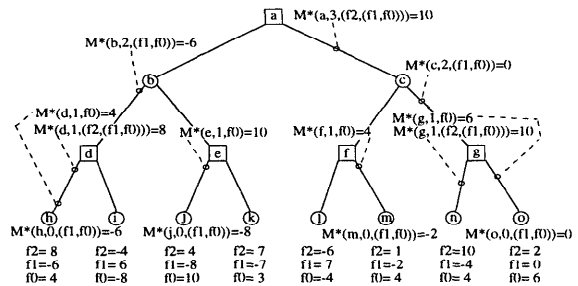 a
M*(a,3,(f2,(f1,f0)))=10
M*(b,2,(f1,f0))=-6
M*(c,2,(f1,f0)))=0
b
c
M*(d,1,f0)=4
M*(g,1,f0)=6
M*(d,1,(f2,(f1,f0))))=8
M*(e,1,f0)=10
M*(f,1,f0)=4
M*(g,1,(f2,(f1,f0))))=10
d
e
f
g
h
i
j
k
l
m
n
o
M*(h,0,(f1,f0))=-6
M*(j,0,(f1,f0))=-8
M*(m,0,(f1,f0))=-2
M*(o,0,(f1,f0))=0
f2= 8 f2=-4 f2= 4 f2= 7 f2=-6 f2= 1 f2=10 f2= 2
f1=-6 f1= 6 f1=-8 f1=-7 f1= 7 f1=-2 f1=-4 f1= 0
f0= 4 f0=-8 f0=10 f0= 3 f0=-4 f0= 4 f0= 4 f0= 6